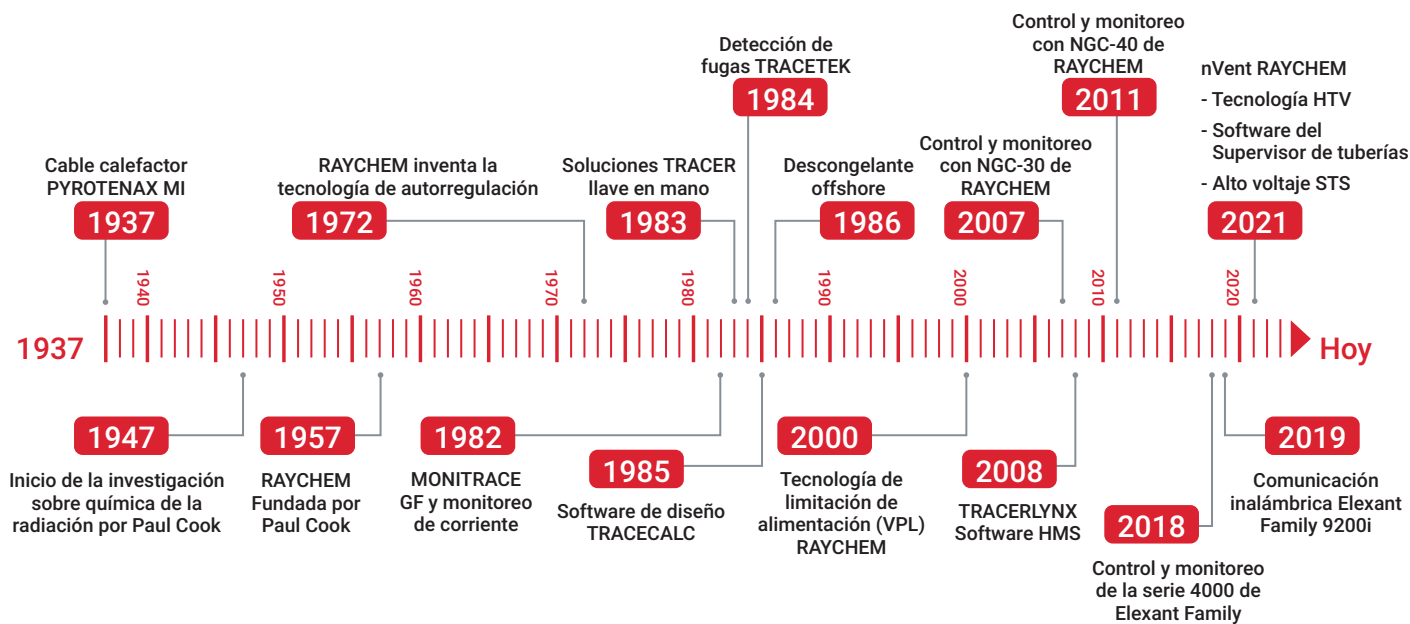 Detección de
fugas TRACETEK
1984
Control y monitoreo
con NGC-40 de
RAYCHEM
2011
nVent RAYCHEM
- Tecnología HTV
- Software del
Supervisor de tuberías
- Alto voltaje STS
2021
Cable calefactor
PYROTENAX MI
1937
RAYCHEM inventa la
tecnología de autorregulación
1972
Soluciones TRACER
llave en mano
1983
Descongelante
offshore
1986
Control y monitoreo
con NGC-30 de
RAYCHEM
2007
1940
1950
1960
1970
1980
1990
2000
2010
2020
1937
Hoy
1947
Inicio de la investigación
sobre química de la
radiación por Paul Cook
1957
RAYCHEM
Fundada por
Paul Cook
1982
MONITRACE
GF y monitoreo
de corriente
1985
Software de diseño
TRACECALC
2000
Tecnología de
limitación de
alimentación (VPL)
RAYCHEM
2008
TRACERLYNX
Software HMS
2018
Control y monitoreo
de la serie 4000 de
Elexant Family
2019
Comunicación
inalámbrica Elexant
Family 9200i